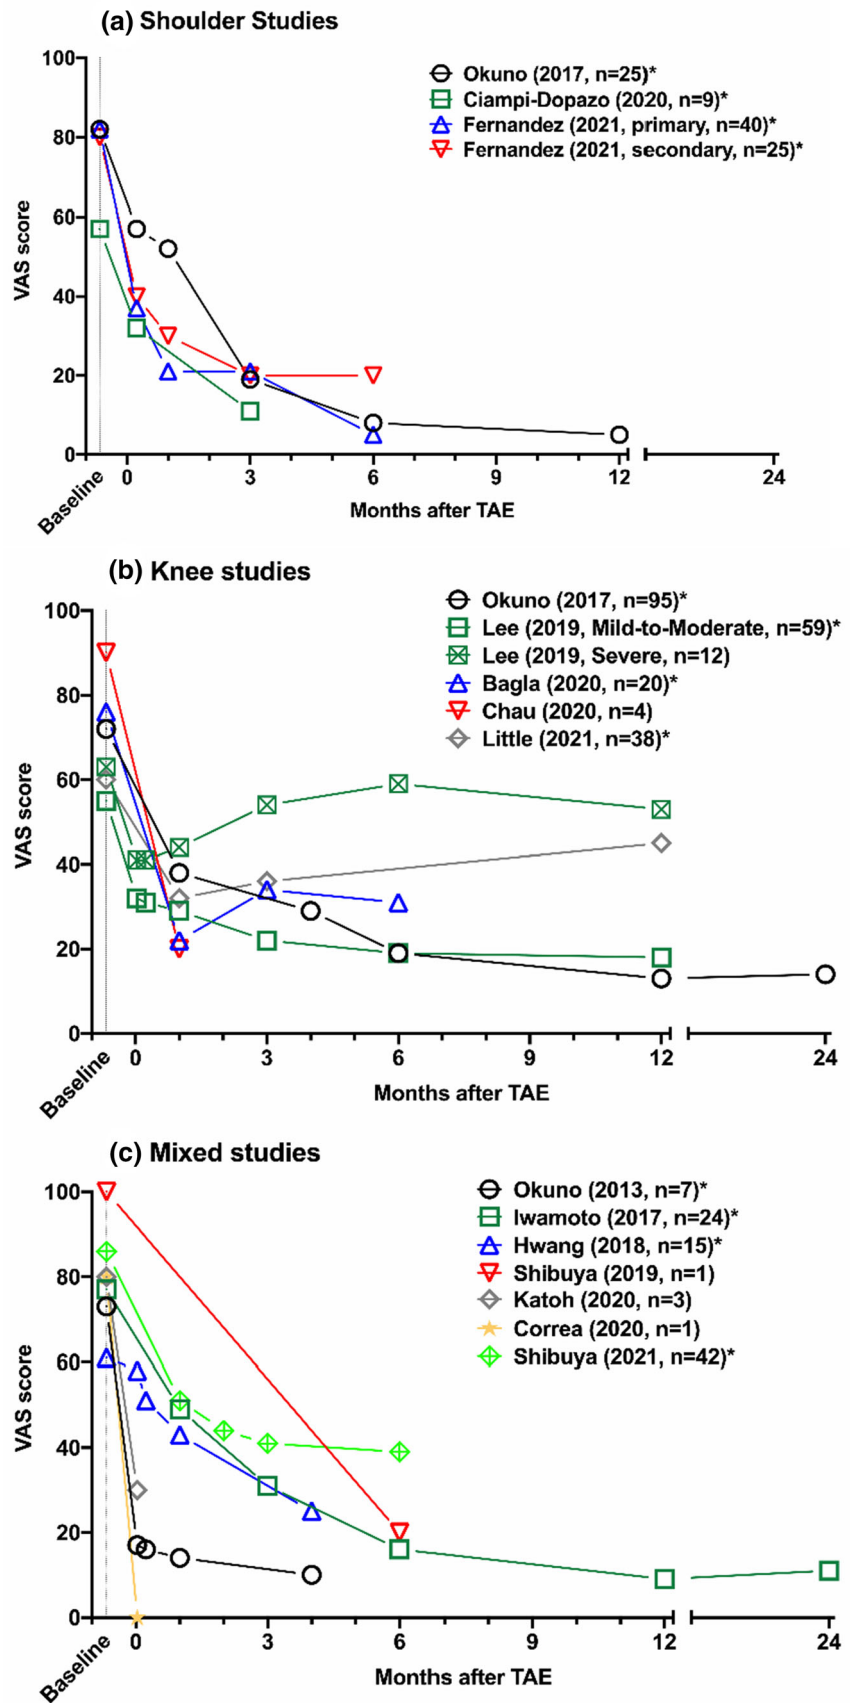 (a) Shoulder Studies
Okuno (2017, n=25)*
Ciampi-Dopazo (2020, n=9)*
Fernandez (2021, primary, n=40)*
Fernandez (2021, secondary, n=25)*
VAS score
100
80
60
40
20
0
Baseline 0 3 6 9 12 24
Months after TAE
(b) Knee studies
Okuno (2017, n=95)*
Lee (2019, Mild-to-Moderate, n=59)*
Lee (2019, Severe, n=12)
Bagla (2020, n=20)*
Chau (2020, n=4)
Little (2021, n=38)*
VAS score
100
80
60
40
20
0
Baseline 0 3 6 9 12 24
Months after TAE
(c) Mixed studies
Okuno (2013, n=7)*
Iwamoto (2017, n=24)*
Hwang (2018, n=15)*
Shibuya (2019, n=1)
Katoh (2020, n=3)
Correa (2020, n=1)
Shibuya (2021, n=42)*
VAS score
100
80
60
40
20
0
Baseline 0 3 6 9 12 24
Months after TAE